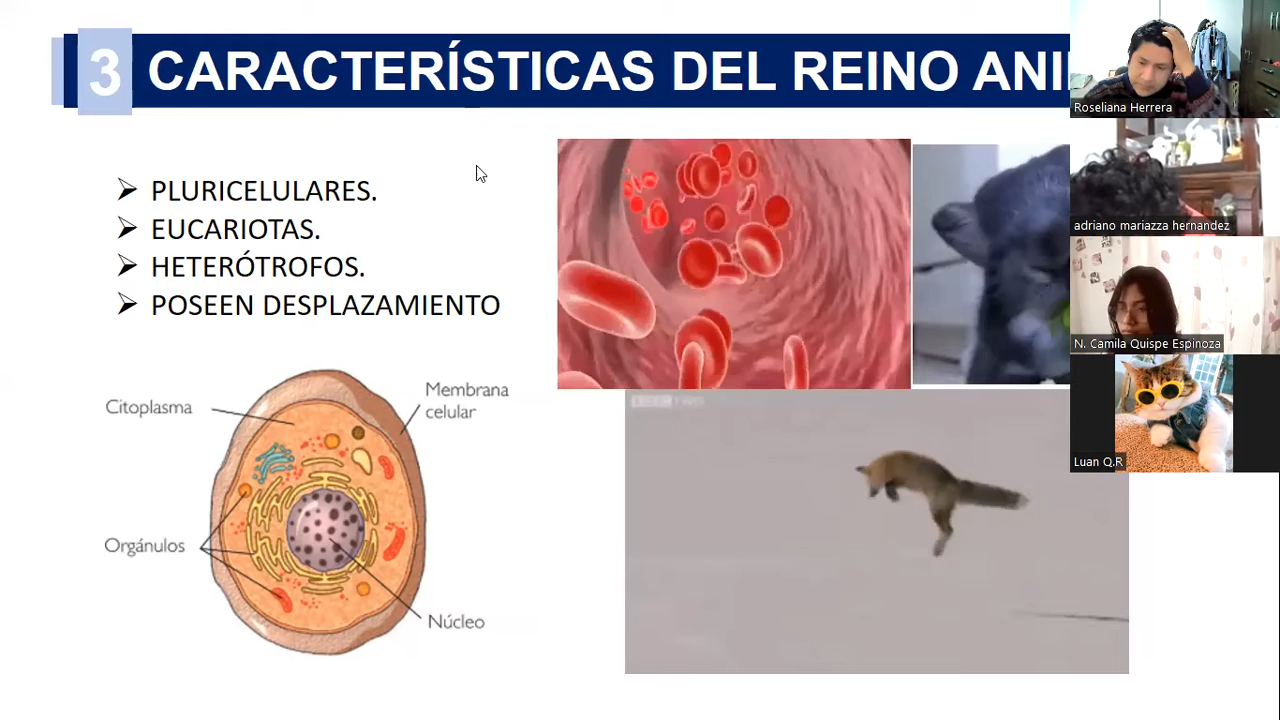 3
CARACTERÍSTICAS DEL REINO ANI
PLURICELULARES.
EUCARIOTAS.
HETERÓTROFOS.
POSEEN DESPLAZAMIENTO
Citoplasma
Membrana
celular
Orgánulos
Núcleo
Roseliana Herrera
adriano mariazza hernandez
N. Camila Quispe Espinoza
Luan Q.R